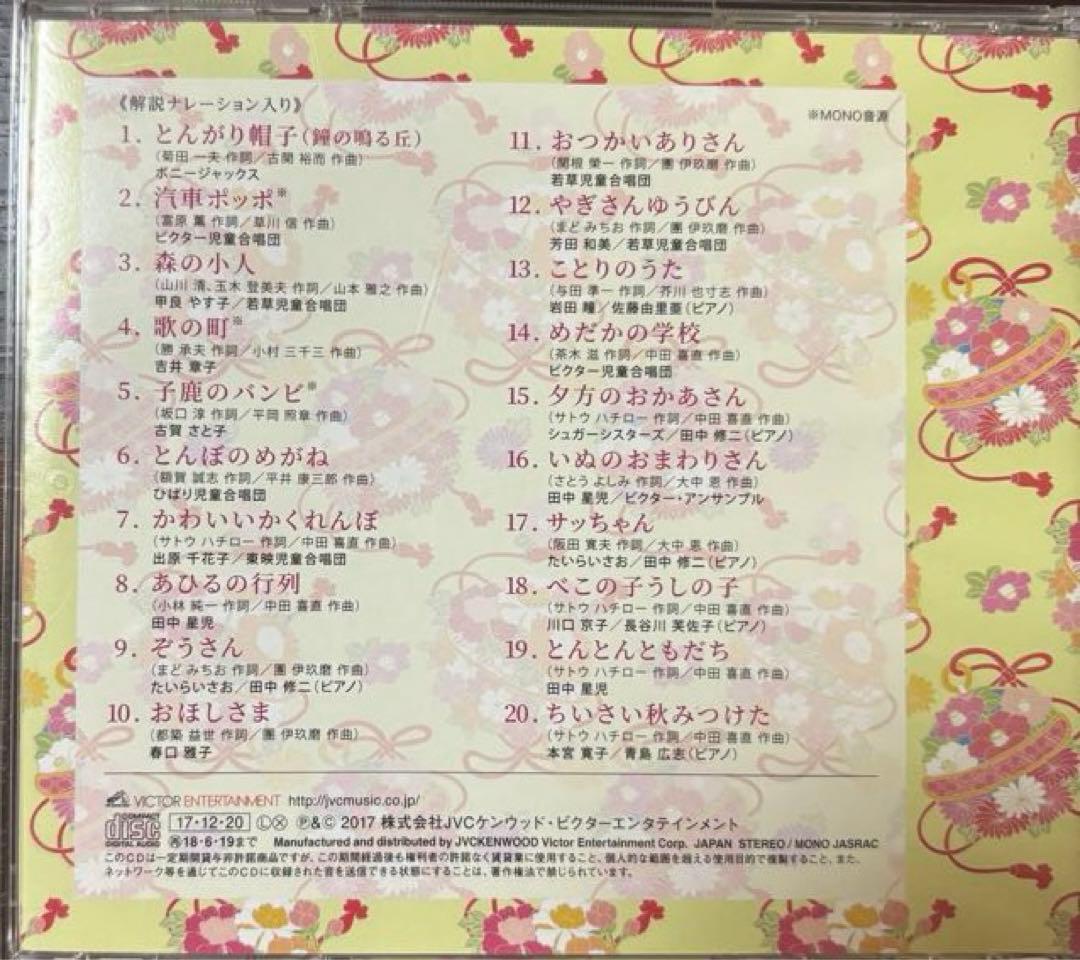 《解説ナレーション入り》
※MONO音源
1. とんがり帽子(鐘の鳴る丘)
(菊田 一夫 作詞/古関 裕而 作曲)
ボニージャックス
2. 汽車ポッポ※
(富原 薫 作詞/草川 信 作曲)
ビクター児童合唱団
3. 森の小人
(山川 清、玉木 登美夫 作詞/山本 雅之 作曲)
甲良 やす子/若草児童合唱団
4. 歌の町※
(勝 承夫 作詞/小村 三千三 作曲)
吉井 章子
5. 子鹿のバンビ※
(坂口 淳 作詞/平岡 照章 作曲)
古賀 さと子
6. とんぼのめがね
(額賀 誠志 作詞/平井 康三郎 作曲)
ひばり児童合唱団
7. かわいいかくれんぼ
(サトウ ハチロー 作詞/中田 喜直 作曲)
出原 千花子/東映児童合唱団
8. あひるの行列
(小林 純一 作詞/中田 喜直 作曲)
田中 星児
9. ぞうさん
(まど みちお 作詞/團 伊玖磨 作曲)
たいらいさお/田中 修二(ピアノ)
10. おほしさま
(都築 益世 作詞/團 伊玖磨 作曲)
春口 雅子
11. おつかいありさん
(関根 榮一 作詞/團 伊玖磨 作曲)
若草児童合唱団
12. やぎさんゆうびん
(まど みちお 作詞/團 伊玖磨 作曲)
芳田 和美/若草児童合唱団
13. ことりのうた
(与田 準一 作詞/芥川 也寸志 作曲)
岩田 瞳/佐藤由里亜(ピアノ)
14. めだかの学校
(茶木 滋 作詞/中田 喜直 作曲)
ビクター児童合唱団
15. 夕方のおかあさん
(サトウ ハチロー 作詞/中田 喜直 作曲)
シュガーシスターズ/田中 修二(ピアノ)
16. いぬのおまわりさん
(さとう よしみ 作詞/大中 恩 作曲)
田中 星児/ビクター・アンサンブル
17. サッちゃん
(阪田 寛夫 作詞/大中 恩 作曲)
たいらいさお/田中 修二(ピアノ)
18. べこの子うしの子
(サトウ ハチロー 作詞/中田 喜直 作曲)
川口 京子/長谷川 芙佐子(ピアノ)
19. とんとんともだち
(サトウ ハチロー 作詞/中田 喜直 作曲)
田中 星児
20. ちいさい秋みつけた
(サトウ ハチロー 作詞/中田 喜直 作曲)
本宮 寛子/青島 広志(ピアノ)
VICTOR ENTERTAINMENT http://jvcmusic.co.jp/
COMPACT disc DIGITAL AUDIO 17・12・20 Ⓛ Ⓧ Ⓟ&© 2017 株式会社JVCケンウッド・ビクターエンタテインメント
㋲18・6・19まで Manufactured and distributed by JVCKENWOOD Victor Entertainment Corp. JAPAN STEREO/MONO JASRAC
このCDは一定期間貸与非許諾商品ですが、この期間経過後も権利者の許諾なく賃貸業に使用すること、個人的な範囲を超える使用目的で複製すること、また、
ネットワーク等を通じてこのCDに収録された音を送信できる状態にすることは、著作権法で禁じられています。